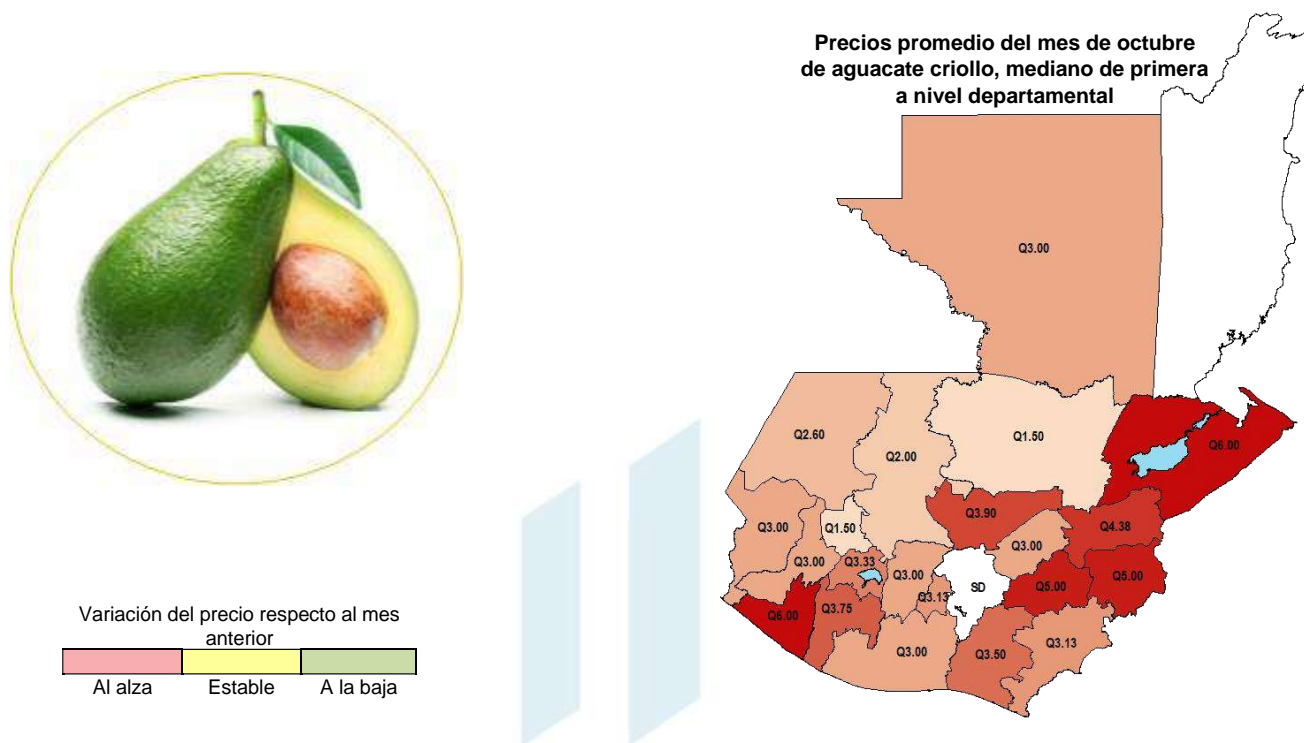 Precios promedio del mes de octubre
de aguacate criollo, mediano de primera
a nivel departamental
Q3.00
Q2.60
Q2.00
Q1.50
Q6.00
Q3.00
Q1.50
Q3.90
Q4.38
Q3.00
Q3.00
Q3.33
Q3.00
Q3.13
SD
Q5.00
Q5.00
Q6.00
Q3.75
Q3.00
Q3.50
Q3.13
Variación del precio respecto al mes
anterior
Al alza
Estable
A la baja